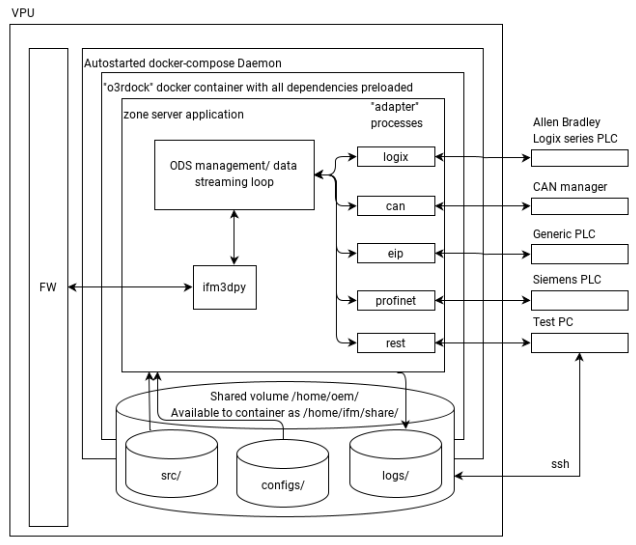 VPU
Autostarted docker-compose Daemon
"o3rdock" docker container with all dependencies preloaded
zone server application
"adapter"
processes
ODS management/ data
streaming loop
FW
ifm3dpy
logix
can
eip
profinet
rest
Allen Bradley
Logix series PLC
CAN manager
Generic PLC
Siemens PLC
Test PC
Shared volume /home/oem/
Available to container as /home/ifm/share/
src/
configs/
logs/
ssh